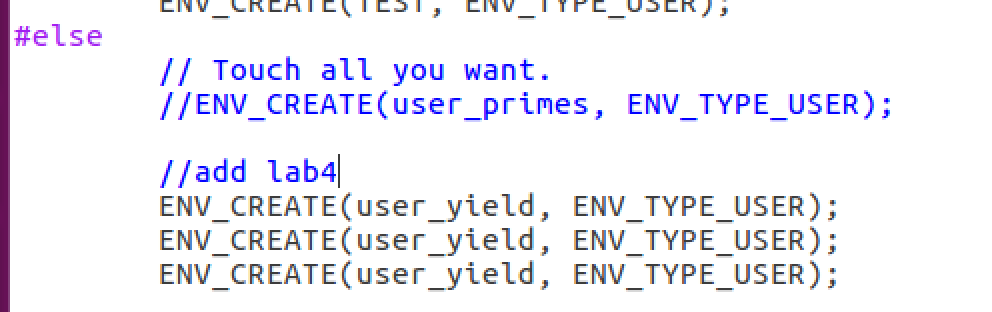 ENV_CREATE(TEST, ENV_TYPE_USER);
#else
// Touch all you want.
//ENV_CREATE(user_primes, ENV_TYPE_USER);
//add lab4
ENV_CREATE(user_yield, ENV_TYPE_USER);
ENV_CREATE(user_yield, ENV_TYPE_USER);
ENV_CREATE(user_yield, ENV_TYPE_USER);